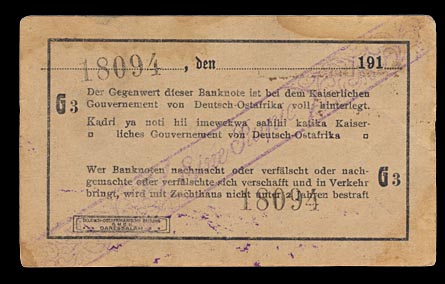 18094 , den 191
G3 Der Gegenwert dieser Banknote ist bei dem Kaiserlichen
Gouvernement von Deutsch-Ostafrika voll hinterlegt.
Kadri ya noti hii imewekwa sahihi katika Kaiser-
liches Gouvernement von Deutsch-Ostafrika
Wer Banknoten nachmacht oder verfälscht oder nach-
gemachte oder verfälschte sich verschafft und in Verkehr G3
bringt, wird mit Zuchthaus nicht unter 2 Jahren bestraft
18094
Eine Rupie
DARESSALAM